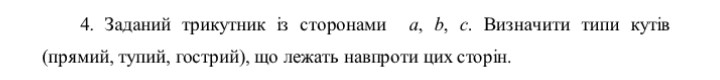 4. Заданий трикутник із сторонами a, b, c. Визначити типи кутів
(прямий, тупий, гострий), що лежать навпроти цих сторін.